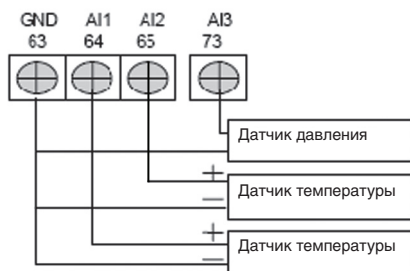 GND AI1 AI2 AI3
63 64 65 73
Датчик давления
+
Датчик температуры
−
+
Датчик температуры
−